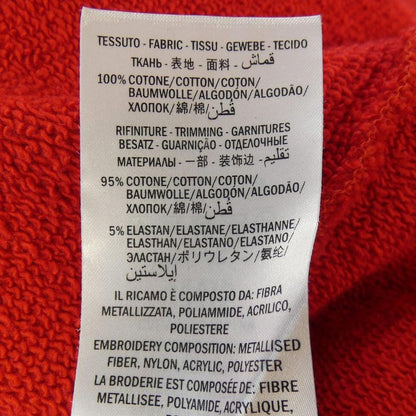 TESSUTO - FABRIC - TISSU - GEWEBE - TECIDO
ТКАНЬ - 表地 - 面料 - قماش
100% COTONE/COTTON/COTON/
BAUMWOLLE/ALGODÓN/ALGODÃO/
ХЛОПОК/綿/棉/قطن
RIFINITURE - TRIMMING - GARNITURES
BESATZ - GUARNIÇÃO - ОТДЕЛОЧНЫЕ
МАТЕРИАЛЫ - 一部 - 装饰边 - تقليم
95% COTONE/COTTON/COTON/
BAUMWOLLE/ALGODÓN/ALGODÃO/
ХЛОПОК/綿/棉/قطن
5% ELASTAN/ELASTANE/ELASTHANNE/
ELASTHAN/ELASTANO/ELASTANO/
ЭЛАСТАН/ポリウレタン/氨纶/
إيلاستين
IL RICAMO È COMPOSTO DA: FIBRA
METALLIZZATA, POLIAMMIDE, ACRILICO,
POLIESTERE
EMBROIDERY COMPOSITION: METALLISED
FIBER, NYLON, ACRYLIC, POLYESTER
LA BRODERIE EST COMPOSÉE DE: FIBRE
METALLISEE, POLYAMIDE, ACRYLIQUE,